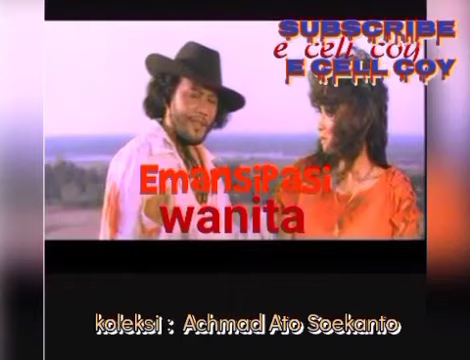 SUBSCRIBE
e cell coy
E CELL COY
EmansiPasi
wanita
koleksi : Achmad Ato Soekanto